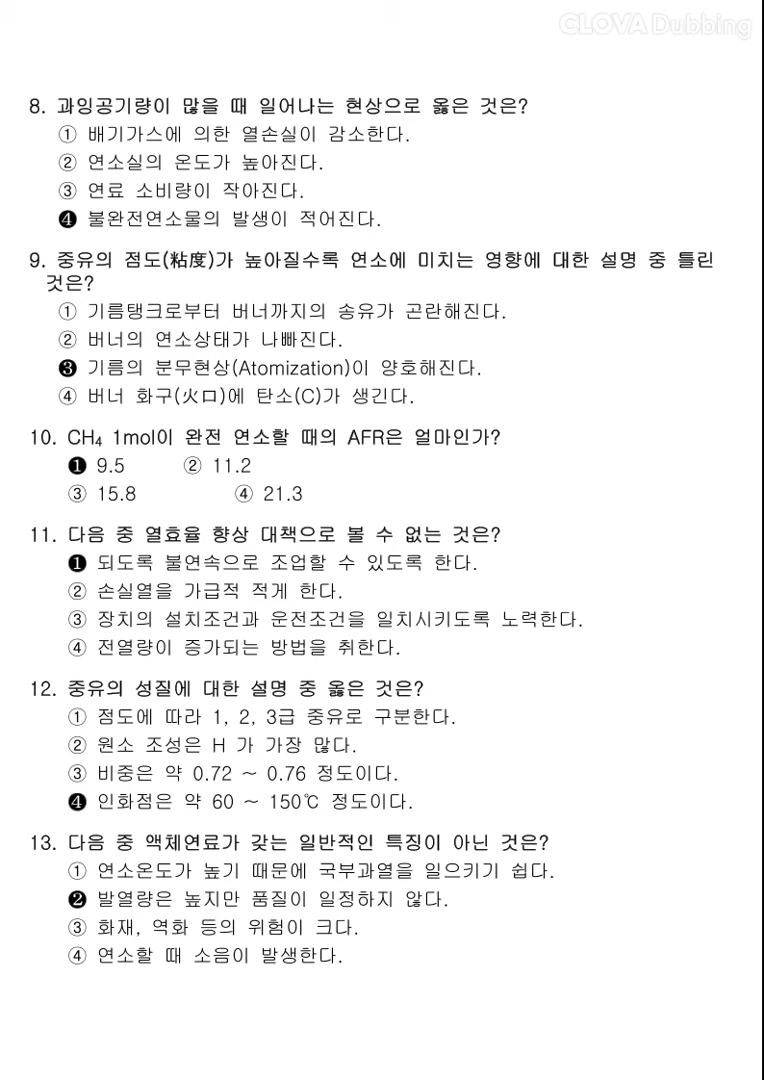 CLOVA Dubbing
8. 과잉공기량이 많을 때 일어나는 현상으로 옳은 것은?
① 배기가스에 의한 열손실이 감소한다.
② 연소실의 온도가 높아진다.
③ 연료 소비량이 작아진다.
❹ 불완전연소물의 발생이 적어진다.
9. 중유의 점도(粘度)가 높아질수록 연소에 미치는 영향에 대한 설명 중 틀린
것은?
① 기름탱크로부터 버너까지의 송유가 곤란해진다.
② 버너의 연소상태가 나빠진다.
❸ 기름의 분무현상(Atomization)이 양호해진다.
④ 버너 화구(火口)에 탄소(C)가 생긴다.
10. CH₄ 1mol이 완전 연소할 때의 AFR은 얼마인가?
❶ 9.5 ② 11.2
③ 15.8 ④ 21.3
11. 다음 중 열효율 향상 대책으로 볼 수 없는 것은?
❶ 되도록 불연속으로 조업할 수 있도록 한다.
② 손실열을 가급적 적게 한다.
③ 장치의 설치조건과 운전조건을 일치시키도록 노력한다.
④ 전열량이 증가되는 방법을 취한다.
12. 중유의 성질에 대한 설명 중 옳은 것은?
① 점도에 따라 1, 2, 3급 중유로 구분한다.
② 원소 조성은 H 가 가장 많다.
③ 비중은 약 0.72 ~ 0.76 정도이다.
❹ 인화점은 약 60 ~ 150℃ 정도이다.
13. 다음 중 액체연료가 갖는 일반적인 특징이 아닌 것은?
① 연소온도가 높기 때문에 국부과열을 일으키기 쉽다.
❷ 발열량은 높지만 품질이 일정하지 않다.
③ 화재, 역화 등의 위험이 크다.
④ 연소할 때 소음이 발생한다.